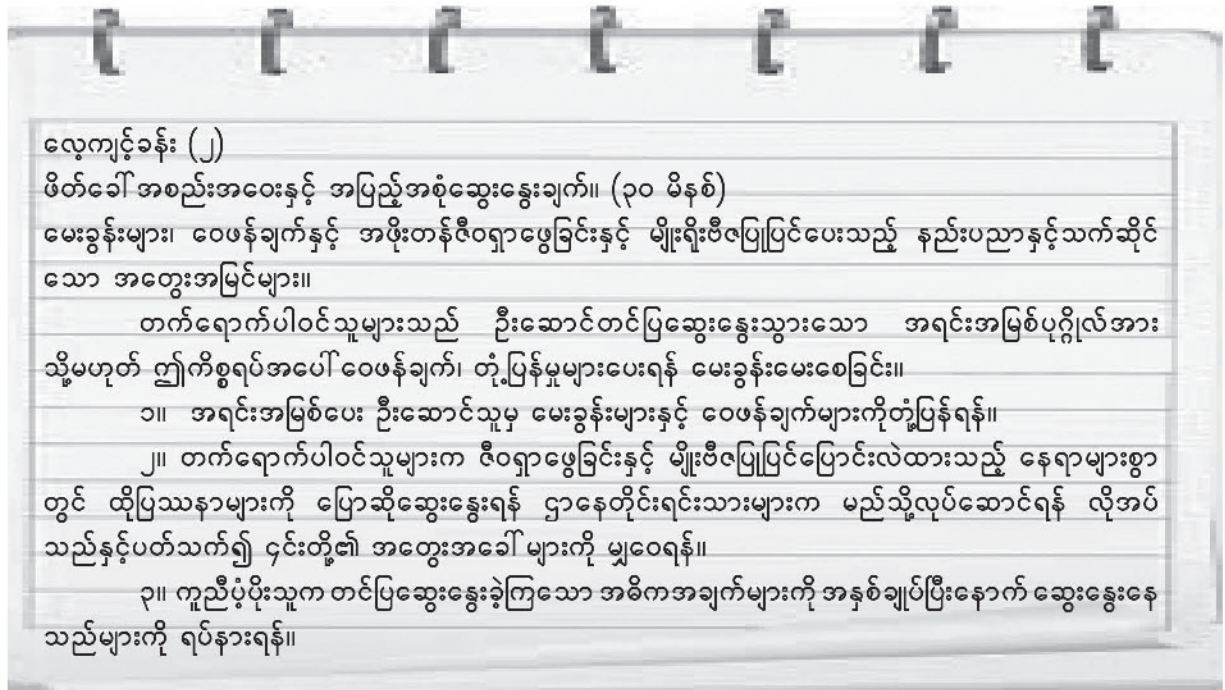 လေ့ကျင့်ခန်း (၂)
ဖိတ်ခေါ် အစည်းအဝေးနှင့် အပြည့်အစုံဆွေးနွေးချက်။ (၃၀ မိနစ်)
မေးခွန်းများ၊ ဝေဖန်ချက်နှင့် အဖိုးတန်ဇီဝရှာဖွေခြင်းနှင့် မျိုးရိုးဗီဇပြုပြင်ပေးသည့် နည်းပညာနှင့်သက်ဆိုင်
သော အတွေးအမြင်များ။
တက်ရောက်ပါဝင်သူများသည် ဦးဆောင်တင်ပြဆွေးနွေးသွားသော အရင်းအမြစ်ပုဂ္ဂိုလ်အား
သို့မဟုတ် ဤကိစ္စရပ်အပေါ် ဝေဖန်ချက်၊ တုံ့ပြန်မှုများပေးရန် မေးခွန်းမေးစေခြင်း။
၁။ အရင်းအမြစ်ပေး ဦးဆောင်သူမှ မေးခွန်းများနှင့် ဝေဖန်ချက်များကိုတုံ့ပြန်ရန်။
၂။ တက်ရောက်ပါဝင်သူများက ဇီဝရှာဖွေခြင်းနှင့် မျိုးဗီဇပြုပြင်ပြောင်းလဲထားသည့် နေရာများစွာ
တွင် ထိုပြဿနာများကို ပြောဆိုဆွေးနွေးရန် ဌာနေတိုင်းရင်းသားများက မည်သို့လုပ်ဆောင်ရန် လိုအပ်
သည်နှင့်ပတ်သက်၍ ၄င်းတို့၏ အတွေးအခေါ် များကို မျှဝေရန်။
၃။ ကူညီပံ့ပိုးသူက တင်ပြဆွေးနွေးခဲ့ကြသော အဓိကအချက်များကို အနှစ်ချုပ်ပြီးနောက် ဆွေးနွေးနေ
သည်များကို ရပ်နားရန်။